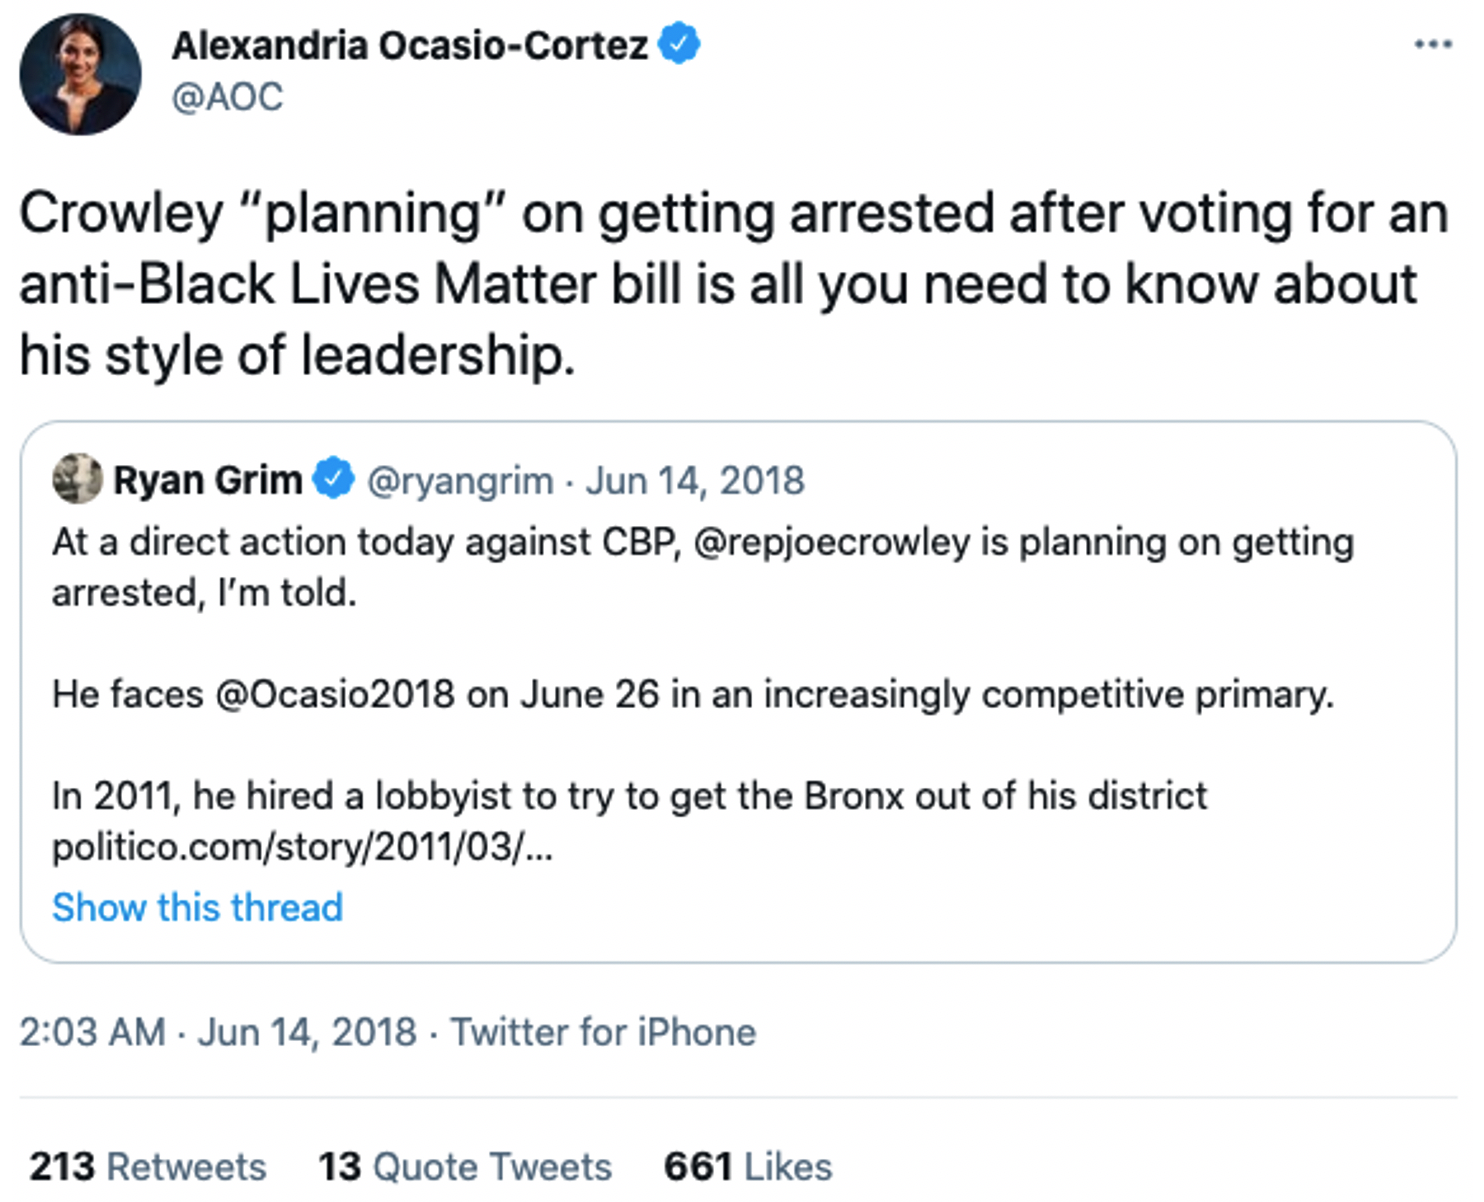 Alexandria Ocasio-Cortez
@AOC
Crowley “planning” on getting arrested after voting for an
anti-Black Lives Matter bill is all you need to know about
his style of leadership.
Ryan Grim @ryangrim · Jun 14, 2018
At a direct action today against CBP, @repjoecrowley is planning on getting
arrested, I’m told.
He faces @Ocasio2018 on June 26 in an increasingly competitive primary.
In 2011, he hired a lobbyist to try to get the Bronx out of his district
politico.com/story/2011/03/...
Show this thread
2:03 AM · Jun 14, 2018 · Twitter for iPhone
213 Retweets 13 Quote Tweets 661 Likes